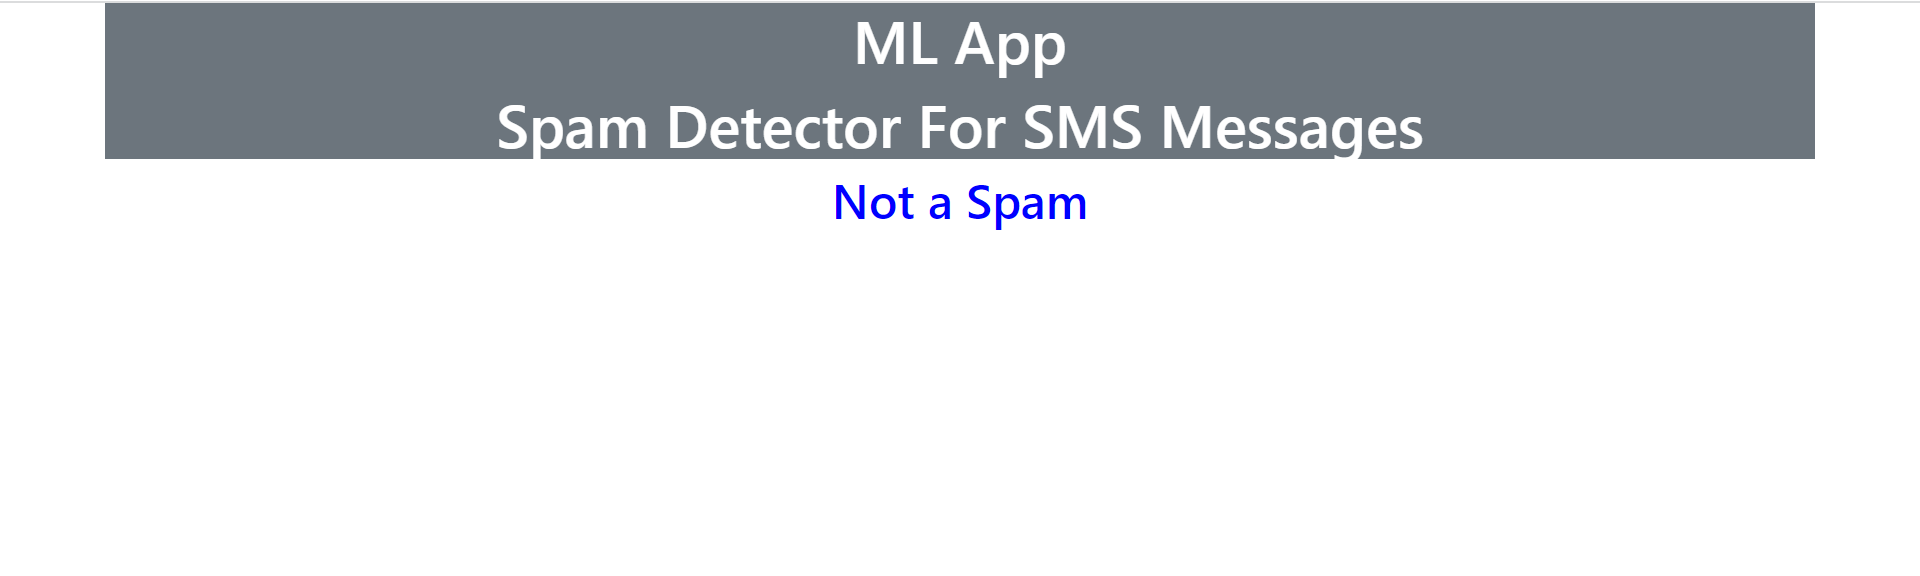 ML App
Spam Detector For SMS Messages
Not a Spam